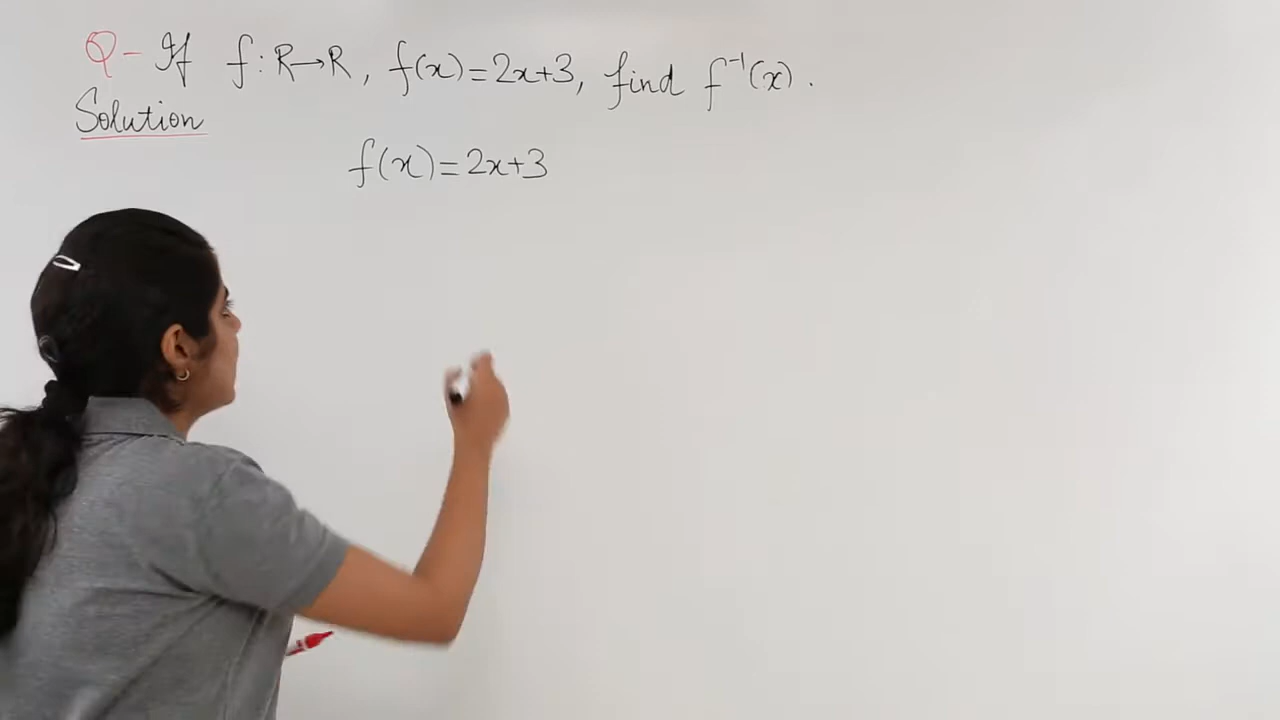 Q- If f:R→R, f(x)=2x+3, find f⁻¹(x).
Solution
f(x)=2x+3